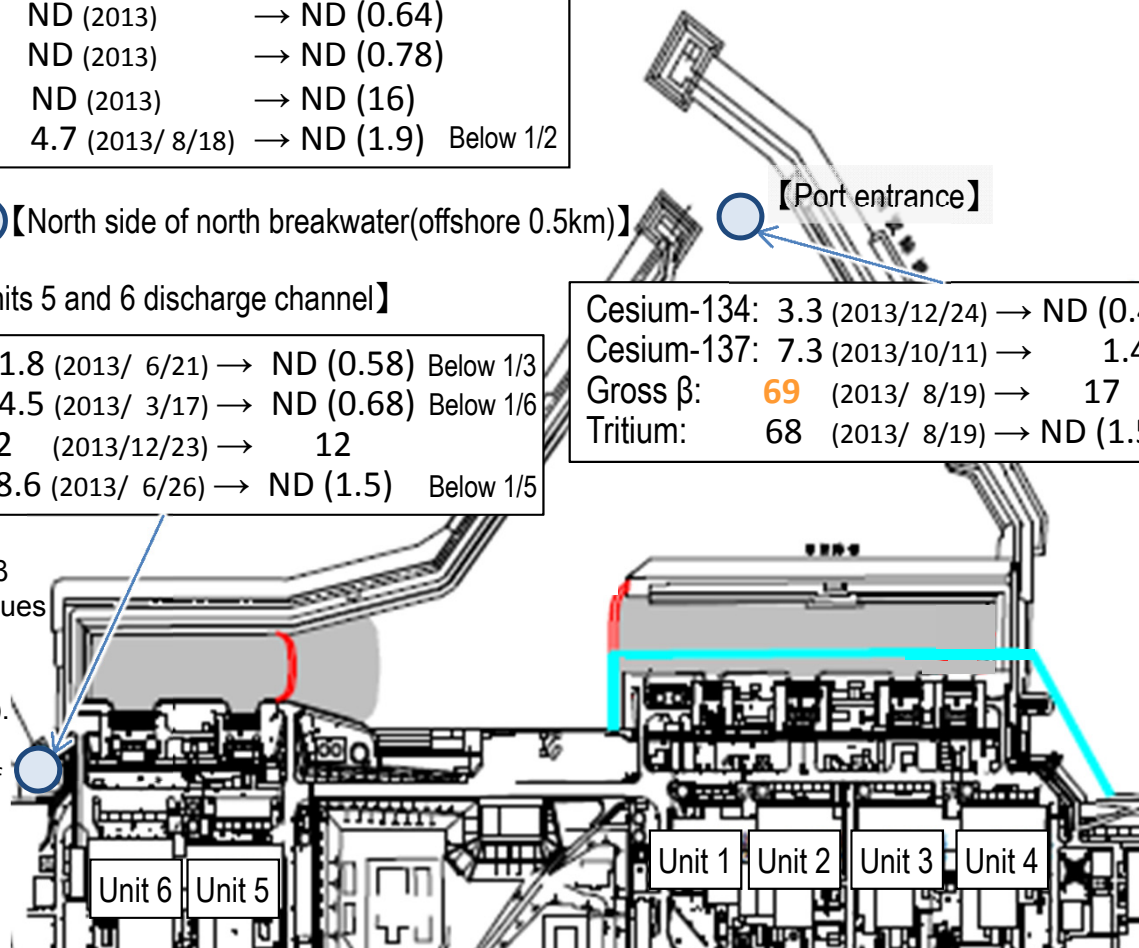 ND (2013) → ND (0.64)
ND (2013) → ND (0.78)
ND (2013) → ND (16)
4.7 (2013/ 8/18) → ND (1.9) Below 1/2
【Port entrance】
【North side of north breakwater(offshore 0.5km)】
nits 5 and 6 discharge channel】
Cesium-134: 3.3 (2013/12/24) → ND (0.4
Cesium-137: 7.3 (2013/10/11) → 1.4
Gross β: 69 (2013/ 8/19) → 17
Tritium: 68 (2013/ 8/19) → ND (1.5
1.8 (2013/ 6/21) → ND (0.58) Below 1/3
4.5 (2013/ 3/17) → ND (0.68) Below 1/6
2 (2013/12/23) → 12
8.6 (2013/ 6/26) → ND (1.5) Below 1/5
3
ues
).
Unit 1 Unit 2 Unit 3 Unit 4
Unit 6 Unit 5